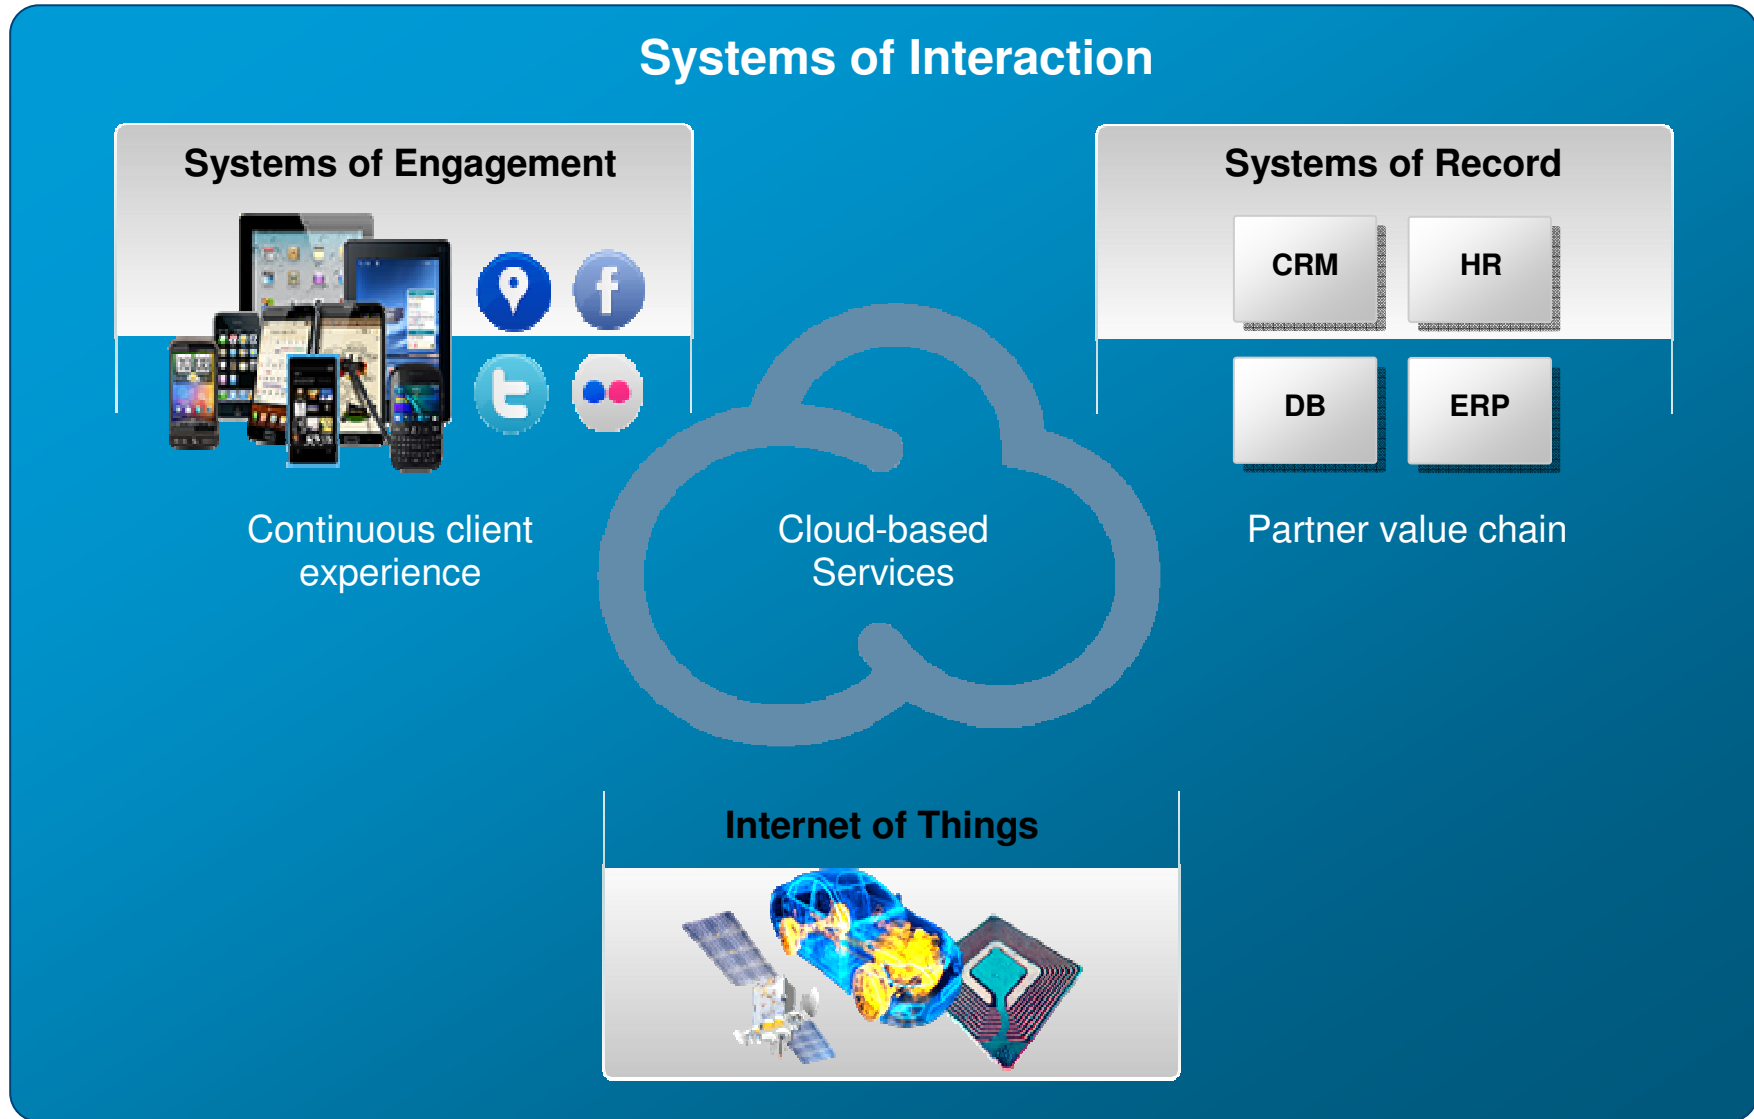 Systems of Interaction
Systems of Engagement
Continuous client
experience
Cloud-based
Services
Systems of Record
CRM
HR
DB
ERP
Partner value chain
Internet of Things